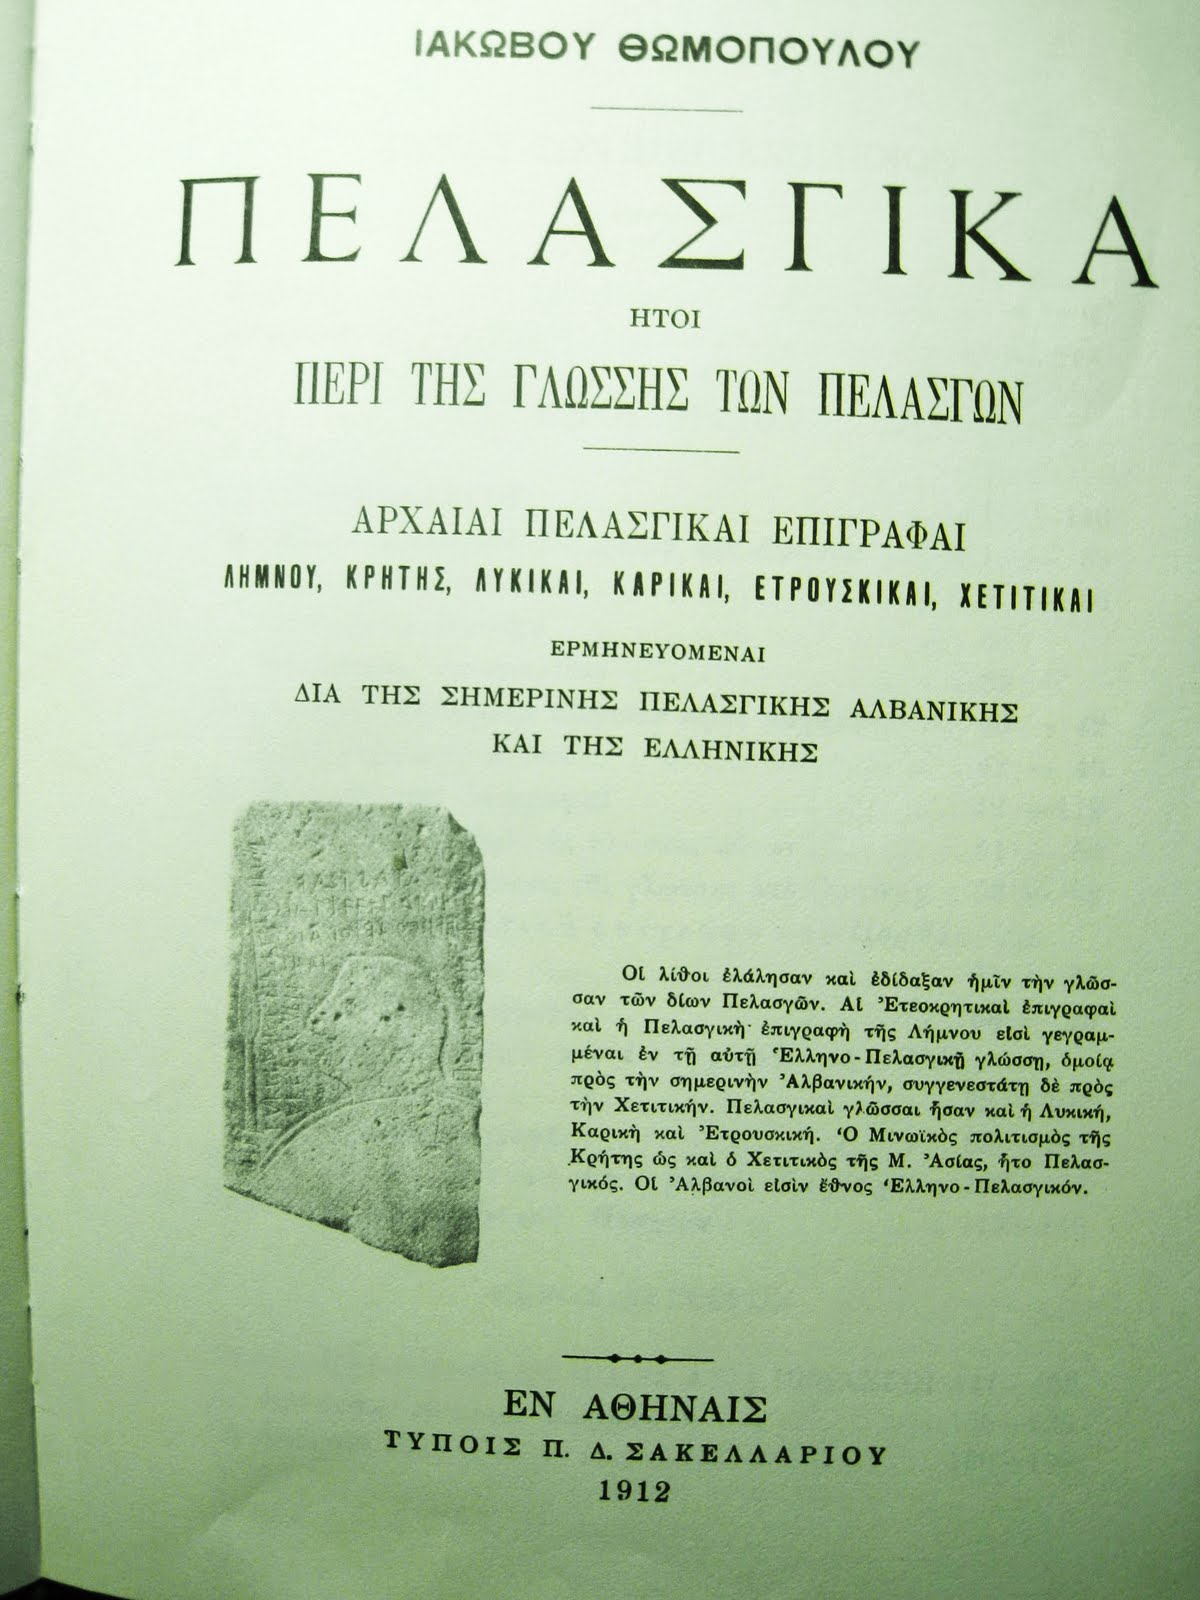 ΙΑΚΩΒΟΥ ΘΩΜΟΠΟΥΛΟΥ
ΠΕΛΑΣΓΙΚΑ
ΗΤΟΙ
ΠΕΡΙ ΤΗΣ ΓΛΩΣΣΗΣ ΤΩΝ ΠΕΛΑΣΓΩΝ
ΑΡΧΑΙΑΙ ΠΕΛΑΣΓΙΚΑΙ ΕΠΙΓΡΑΦΑΙ
ΛΗΜΝΟΥ, ΚΡΗΤΗΣ, ΛΥΚΙΚΑΙ, ΚΑΡΙΚΑΙ, ΕΤΡΟΥΣΚΙΚΑΙ, ΧΕΤΙΤΙΚΑΙ
ΕΡΜΗΝΕΥΟΜΕΝΑΙ
ΔΙΑ ΤΗΣ ΣΗΜΕΡΙΝΗΣ ΠΕΛΑΣΓΙΚΗΣ ΑΛΒΑΝΙΚΗΣ
ΚΑΙ ΤΗΣ ΕΛΛΗΝΙΚΗΣ
Οἱ λίθοι ἐλάλησαν καὶ ἐδίδαξαν ἡμῖν τὴν γλῶσ-
σαν τῶν δίων Πελασγῶν. Αἱ Ἐτεοκρητικαὶ ἐπιγραφαὶ
καὶ ἡ Πελασγικὴ ἐπιγραφὴ τῆς Λήμνου εἰσὶ γεγραμ-
μέναι ἐν τῇ αὐτῇ Ἑλληνο-Πελασγικῇ γλώσσῃ, ὁμοίᾳ
πρὸς τὴν σημερινὴν Ἀλβανικήν, συγγενεστάτῃ δὲ πρὸς
τὴν Χετιτικήν. Πελασγικαὶ γλῶσσαι ἦσαν καὶ ἡ Λυκική,
Καρικὴ καὶ Ἐτρουσκική. Ὁ Μινωϊκὸς πολιτισμὸς τῆς
Κρήτης ὡς καὶ ὁ Χετιτικὸς τῆς Μ. Ἀσίας, ἦτο Πελασ-
γικός. Οἱ Ἀλβανοὶ εἰσὶν ἔθνος Ἑλληνο-Πελασγικόν.
ΕΝ ΑΘΗΝΑΙΣ
ΤΥΠΟΙΣ Π. Δ. ΣΑΚΕΛΛΑΡΙΟΥ
1912